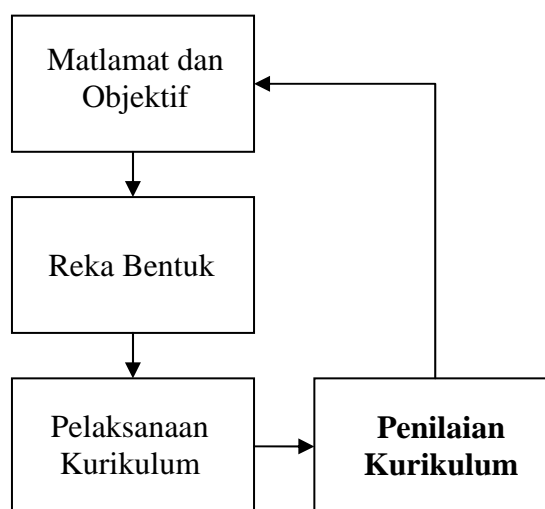 Matlamat dan
Objektif
Reka Bentuk
Pelaksanaan
Kurikulum
Penilaian
Kurikulum